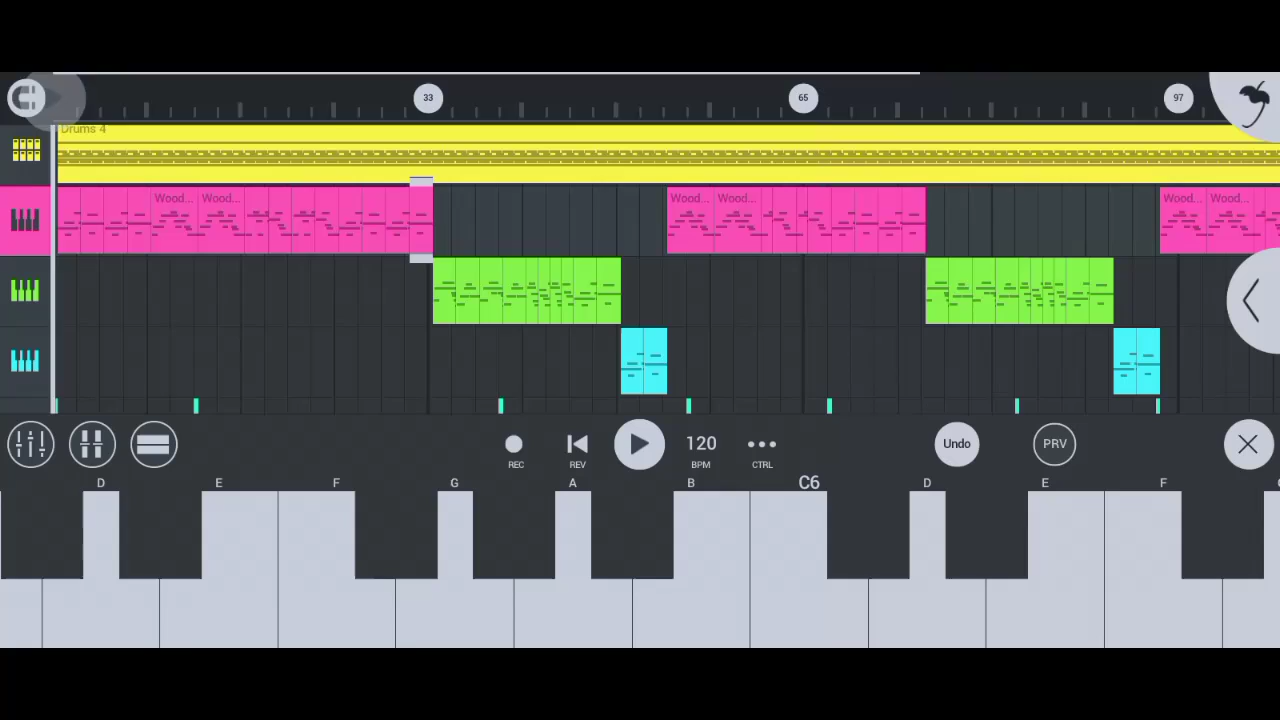 33 65 97
Drums 4
Wood... Wood... Wood... Wood... Wood... Wood...
120 Undo PRV
REC REV BPM CTRL
D E F G A B C6 D E F